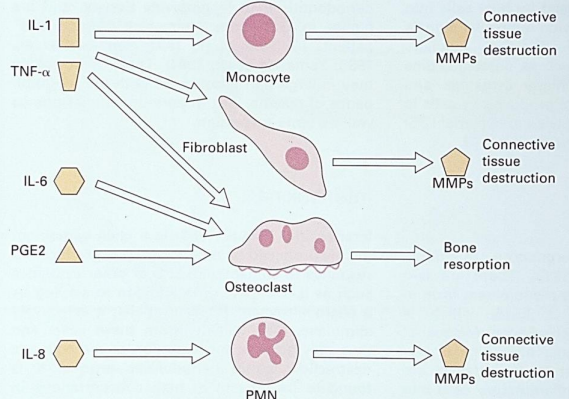 IL-1
TNF-α
Monocyte
MMPs
Connective
tissue
destruction
Fibroblast
MMPs
Connective
tissue
destruction
IL-6
PGE2
Osteoclast
Bone
resorption
IL-8
PMN
MMPs
Connective
tissue
destruction